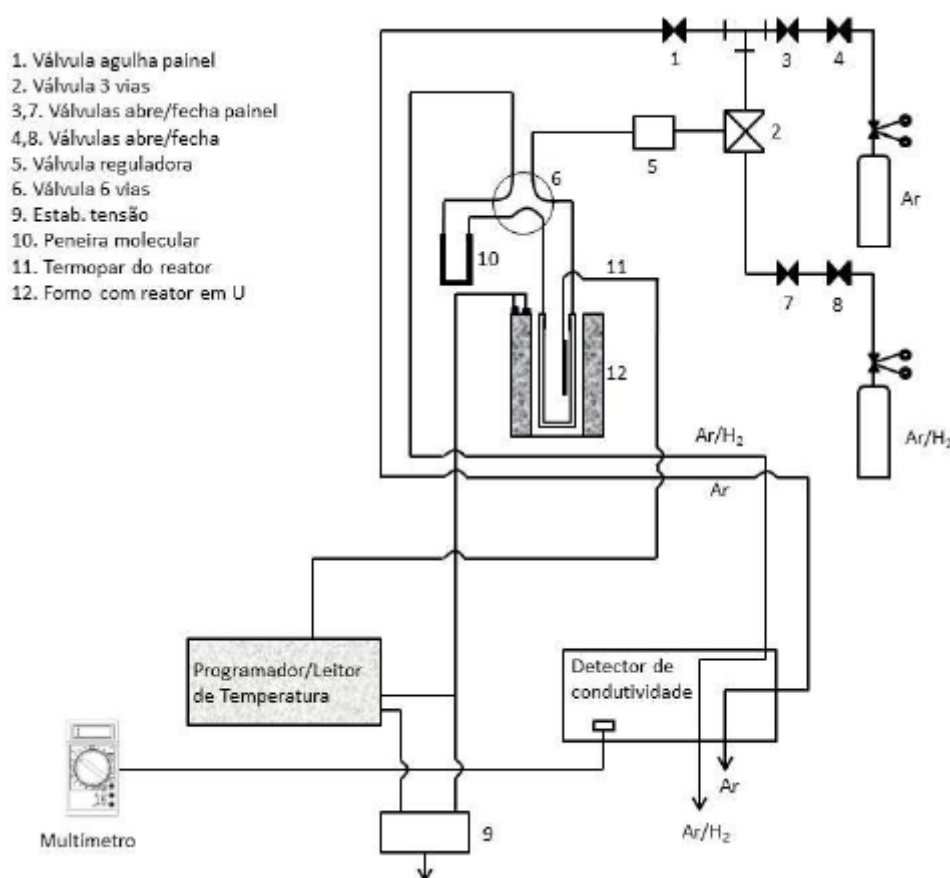 1. Válvula agulha painel
2. Válvula 3 vias
3,7. Válvulas abre/fecha painel
4,8. Válvulas abre/fecha
5. Válvula reguladora
6. Válvula 6 vias
9. Estab. tensão
10. Peneira molecular
11. Termopar do reator
12. Forno com reator em U
1
3
4
2
5
6
Ar
10
11
7
8
12
Ar/H2
Ar/H2
Ar
Programador/Leitor
de Temperatura
Detector de
condutividade
Ar
Ar/H2
9
Multímetro